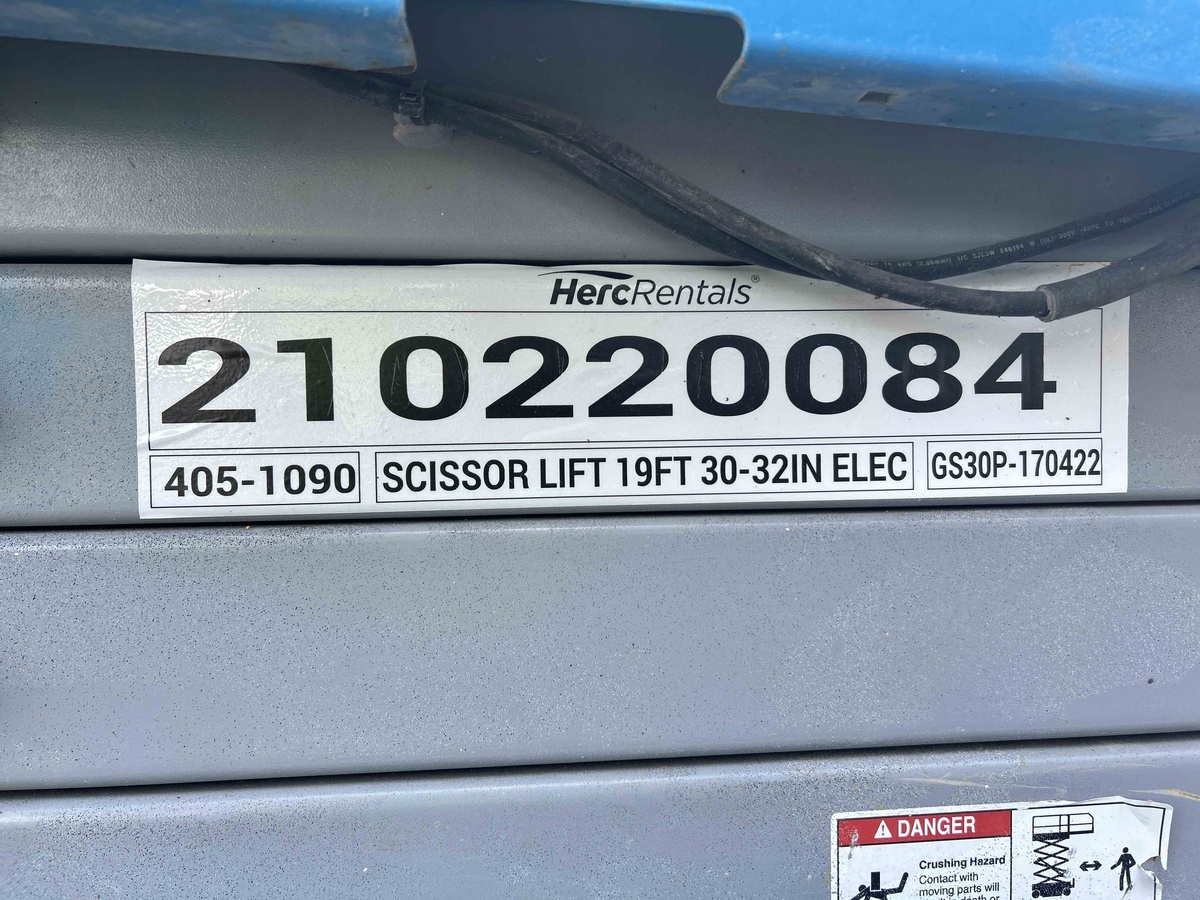 HercRentals®
210220084
405-1090 SCISSOR LIFT 19FT 30-32IN ELEC GS30P-170422
DANGER
Crushing Hazard
Contact with
moving parts will